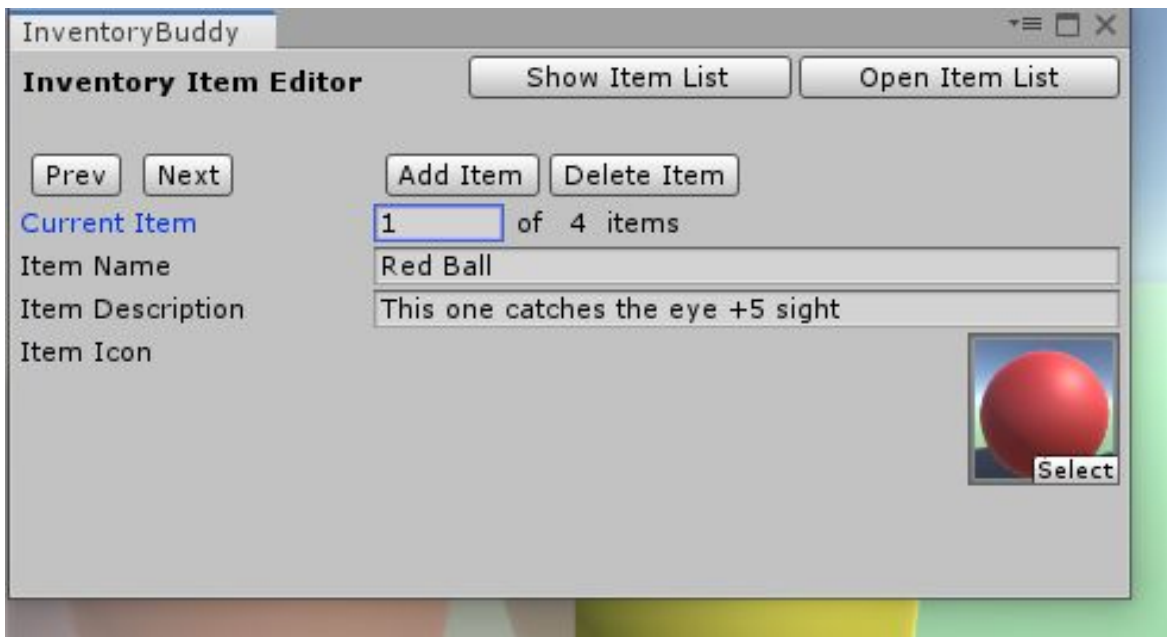 InventoryBuddy
Inventory Item Editor Show Item List Open Item List
Prev Next Add Item Delete Item
Current Item 1 of 4 items
Item Name Red Ball
Item Description This one catches the eye +5 sight
Item Icon
Select